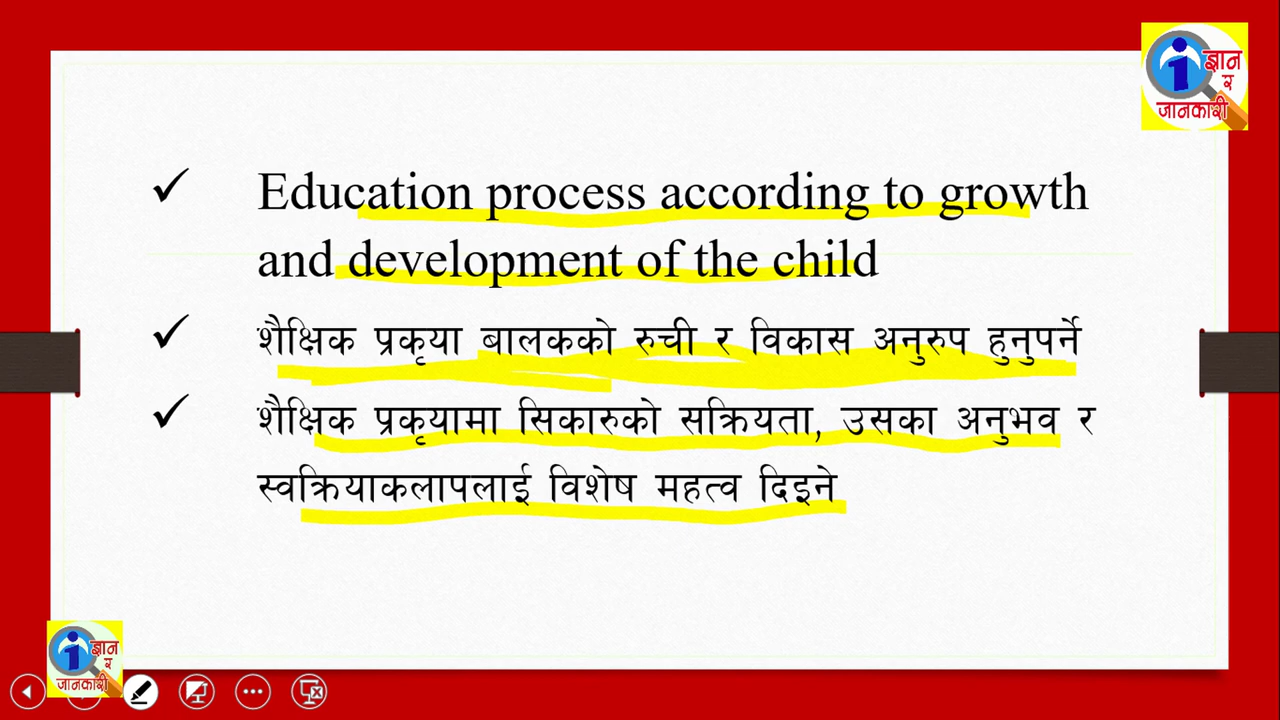 ज्ञान
र
जानकारी
✓ Education process according to growth
and development of the child
✓ शैक्षिक प्रकृया बालकको रुची र विकास अनुरुप हुनुपर्ने
✓ शैक्षिक प्रकृयामा सिकारुको सक्रियता, उसका अनुभव र
स्वक्रियाकलापलाई विशेष महत्व दिइने
ज्ञान
र
जानकारी